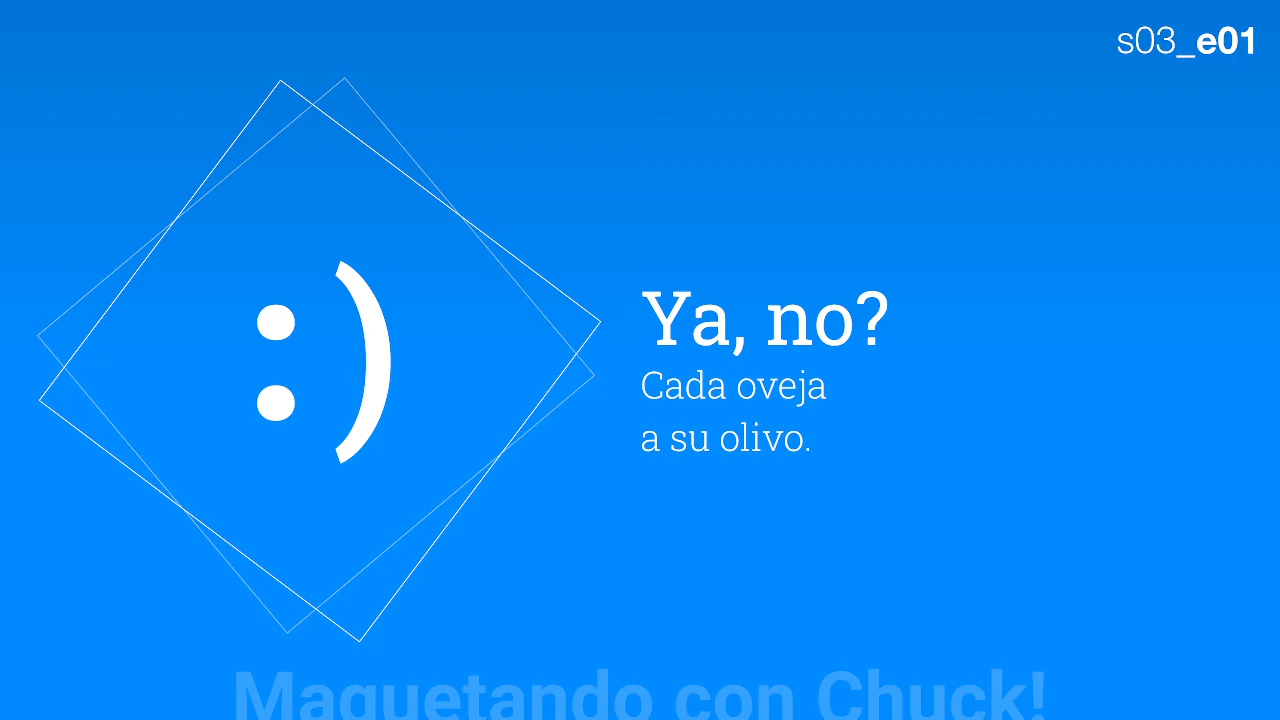 s03_e01
:)
Ya, no?
Cada oveja
a su olivo.
Maquetando con Chuck!